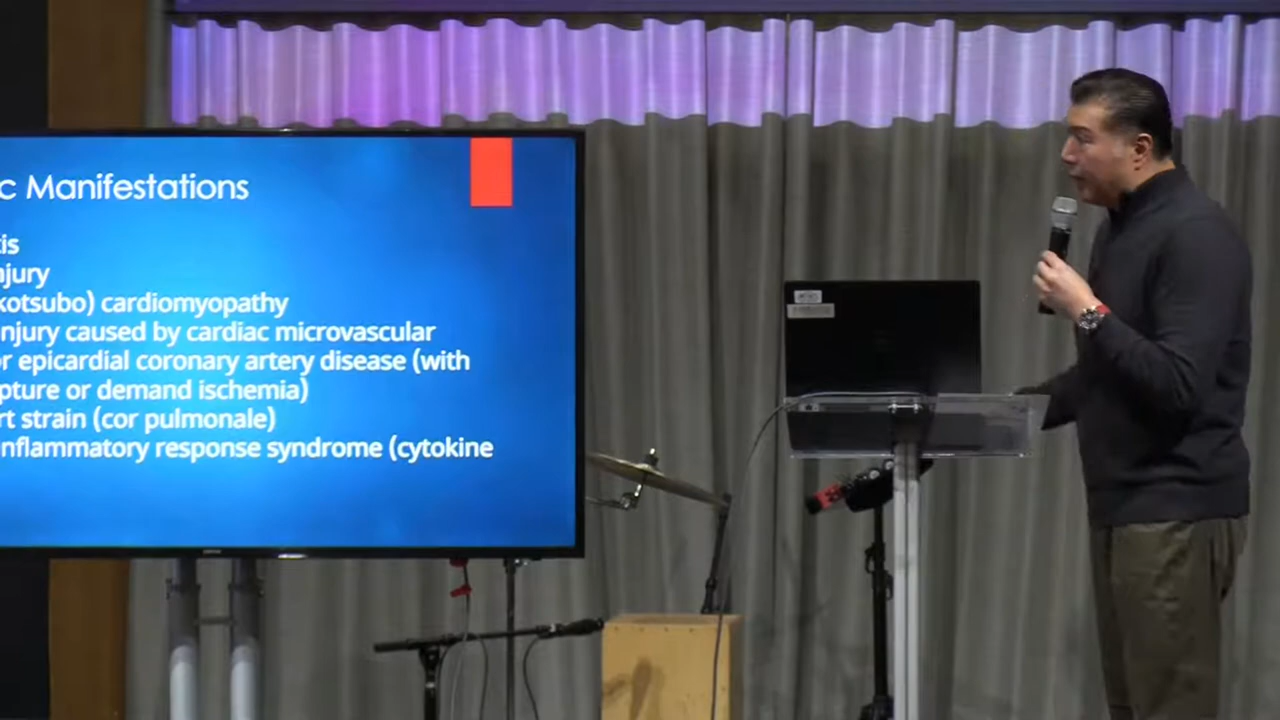 c Manifestations
tis
njury
kotsubo) cardiomyopathy
njury caused by cardiac microvascular
or epicardial coronary artery disease (with
pture or demand ischemia)
rt strain (cor pulmonale)
nflammatory response syndrome (cytokine